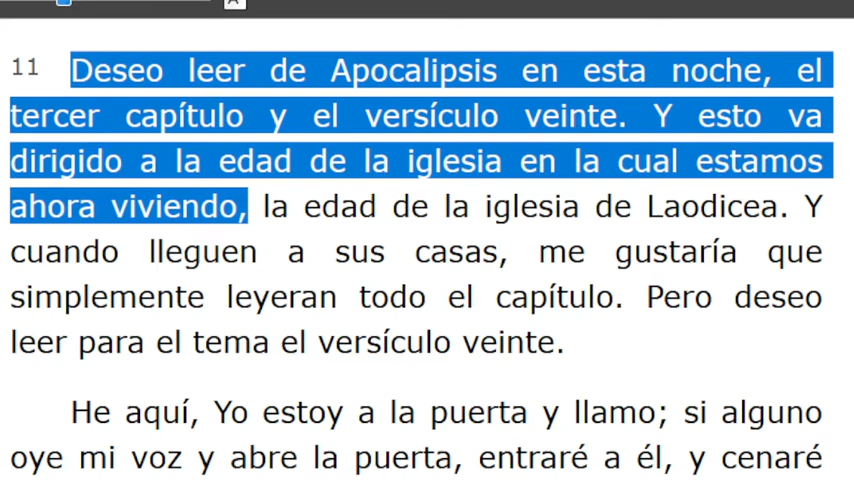 A
11 Deseo leer de Apocalipsis en esta noche, el
tercer capítulo y el versículo veinte. Y esto va
dirigido a la edad de la iglesia en la cual estamos
ahora viviendo, la edad de la iglesia de Laodicea. Y
cuando lleguen a sus casas, me gustaría que
simplemente leyeran todo el capítulo. Pero deseo
leer para el tema el versículo veinte.
He aquí, Yo estoy a la puerta y llamo; si alguno
oye mi voz y abre la puerta, entraré a él, y cenaré